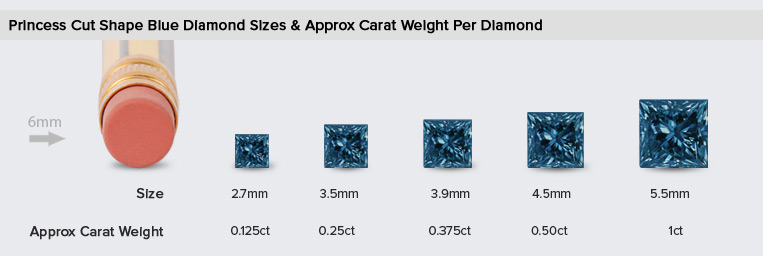 Princess Cut Shape Blue Diamond Sizes & Approx Carat Weight Per Diamond
6mm
Size 2.7mm 3.5mm 3.9mm 4.5mm 5.5mm
Approx Carat Weight 0.125ct 0.25ct 0.375ct 0.50ct 1ct